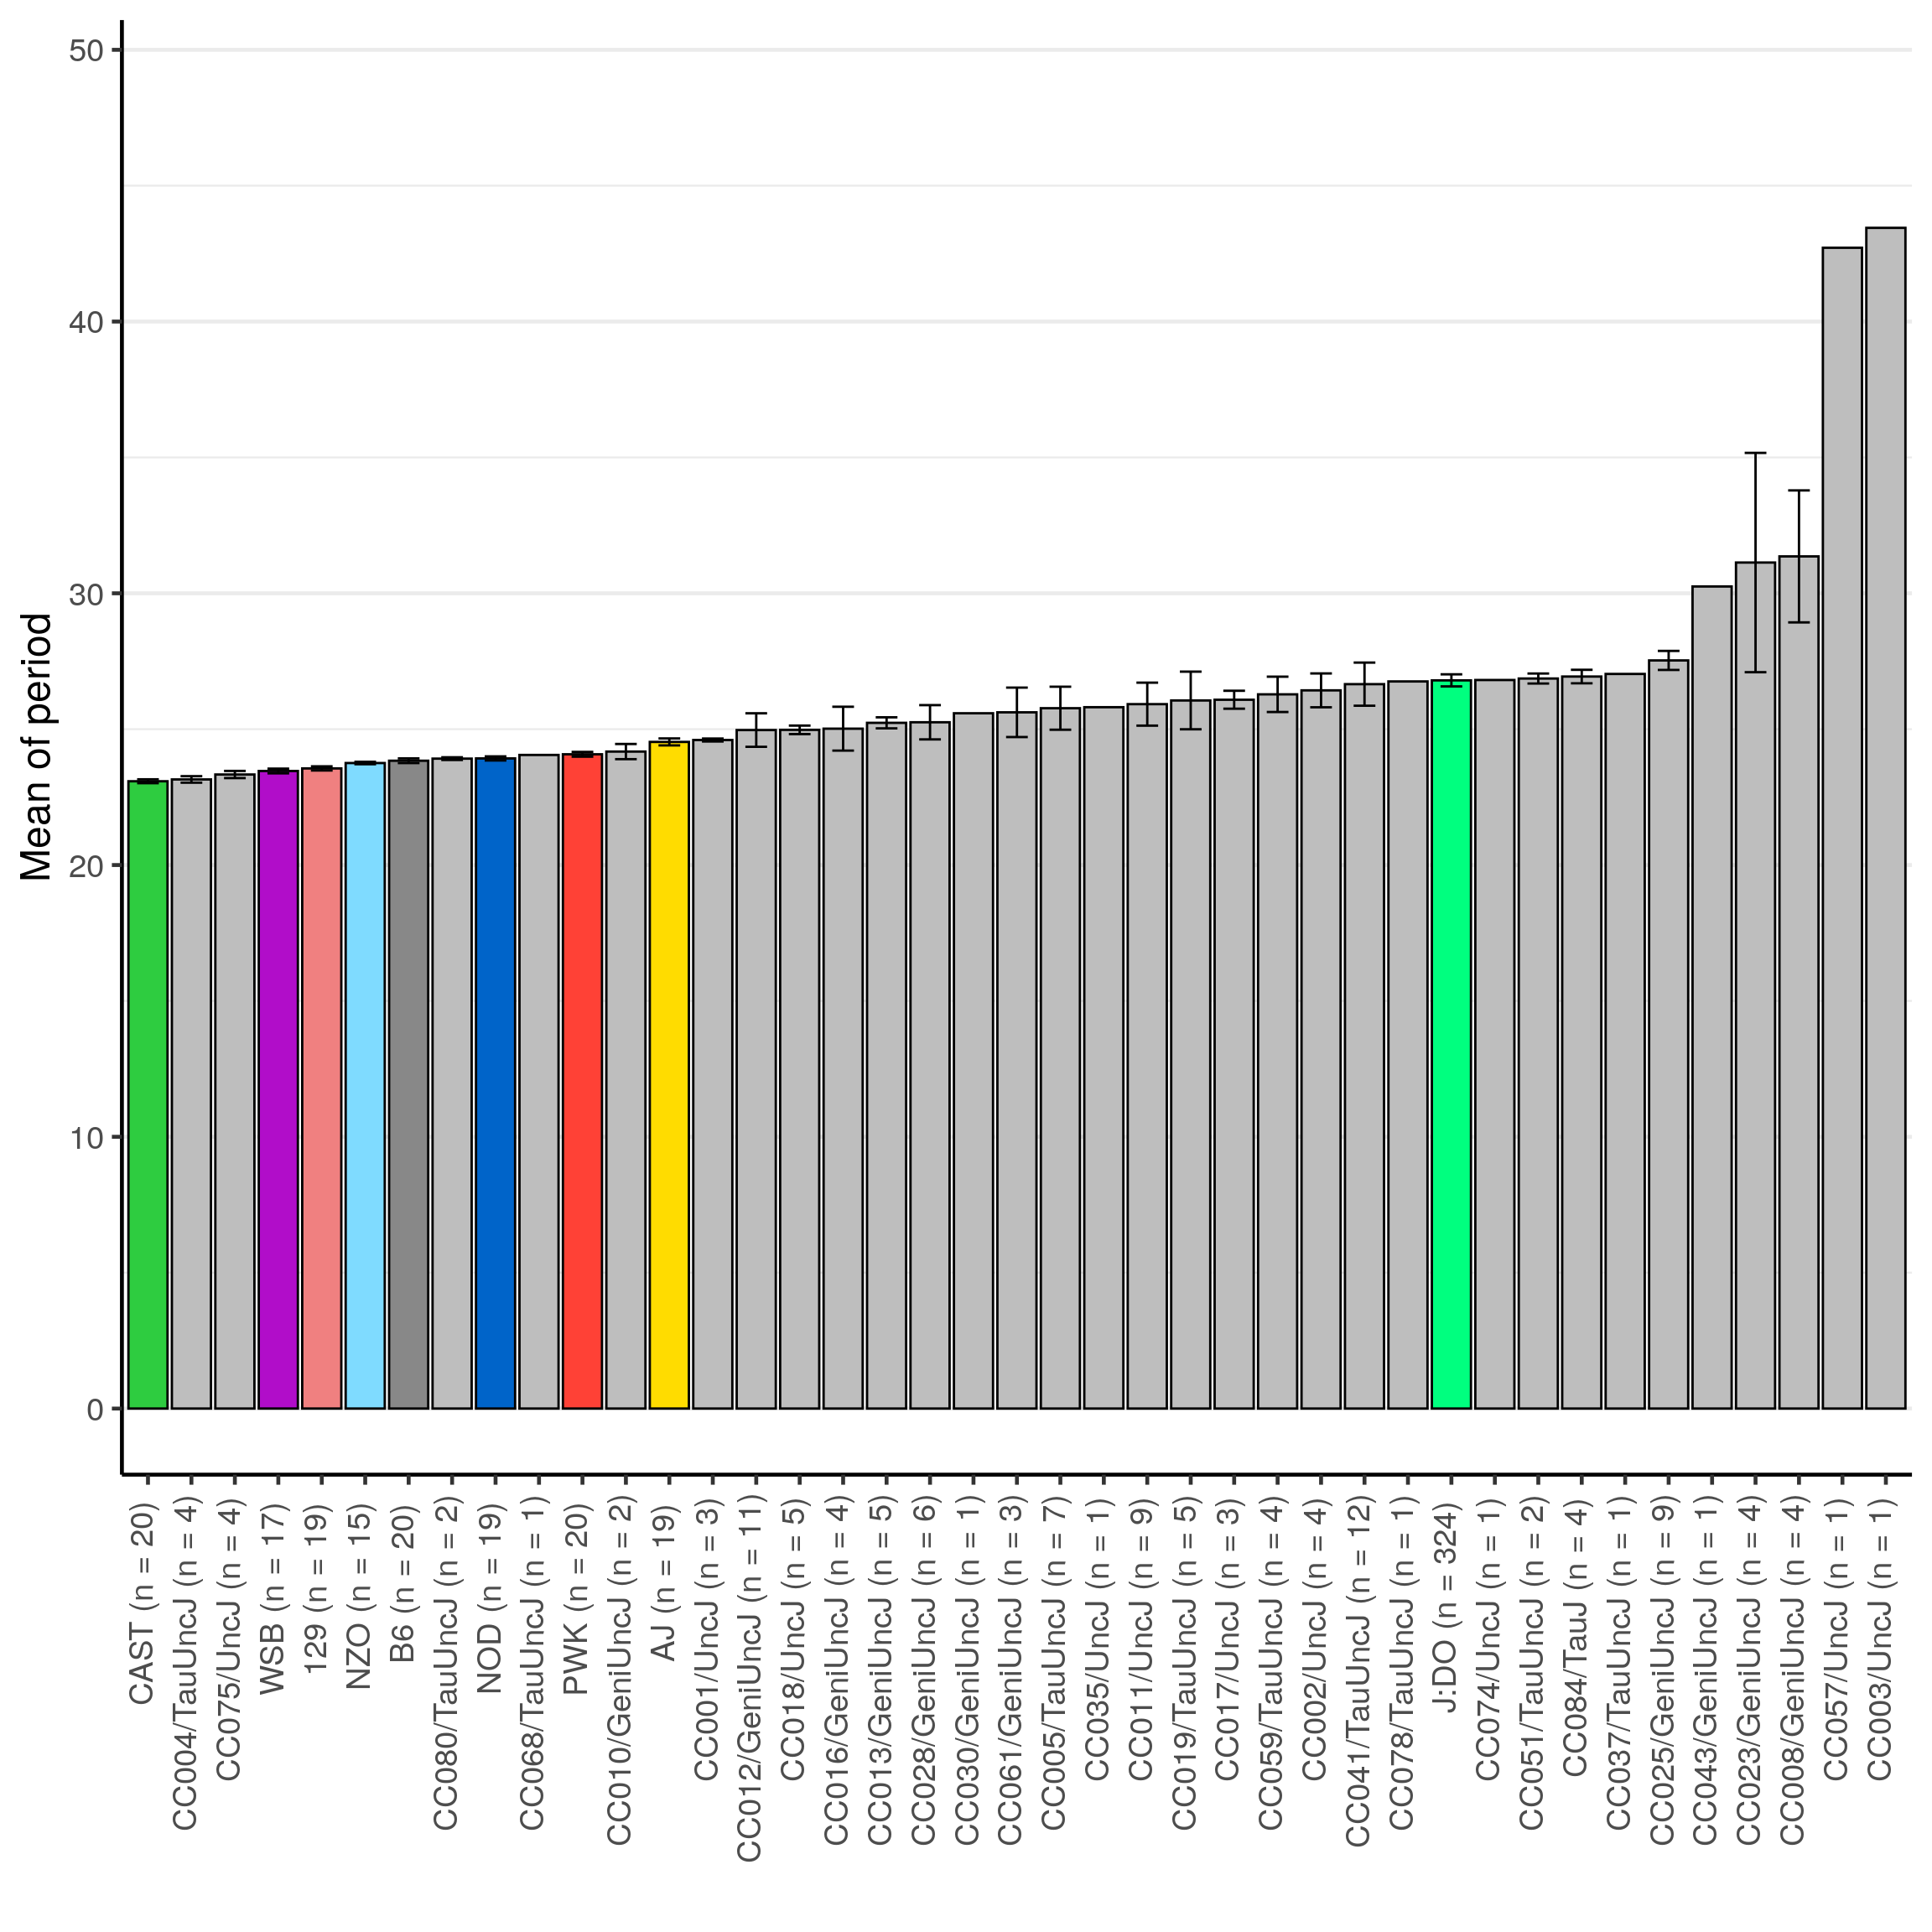 Mean of period
50
40
30
20
10
0
CAST (n = 20)
CC004/TauUncJ (n = 4)
CC075/UncJ (n = 4)
WSB (n = 17)
129 (n = 19)
NZO (n = 15)
B6 (n = 20)
CC080/TauUncJ (n = 2)
NOD (n = 19)
CC068/TauUncJ (n = 1)
PWK (n = 20)
CC010/GeniUncJ (n = 2)
AJ (n = 19)
CC001/UncJ (n = 3)
CC012/GeniUncJ (n = 11)
CC018/UncJ (n = 5)
CC016/GeniUncJ (n = 4)
CC013/GeniUncJ (n = 5)
CC028/GeniUncJ (n = 6)
CC030/GeniUncJ (n = 1)
CC061/GeniUncJ (n = 3)
CC005/TauUncJ (n = 7)
CC035/UncJ (n = 1)
CC011/UncJ (n = 9)
CC019/TauUncJ (n = 5)
CC017/UncJ (n = 3)
CC059/TauUncJ (n = 4)
CC002/UncJ (n = 4)
CC041/TauUncJ (n = 12)
CC078/TauUncJ (n = 1)
J:DO (n = 324)
CC074/UncJ (n = 1)
CC051/TauUncJ (n = 2)
CC084/TauJ (n = 4)
CC037/TauUncJ (n = 1)
CC025/GeniUncJ (n = 9)
CC043/GeniUncJ (n = 1)
CC023/GeniUncJ (n = 4)
CC008/GeniUncJ (n = 4)
CC057/UncJ (n = 1)
CC003/UncJ (n = 1)